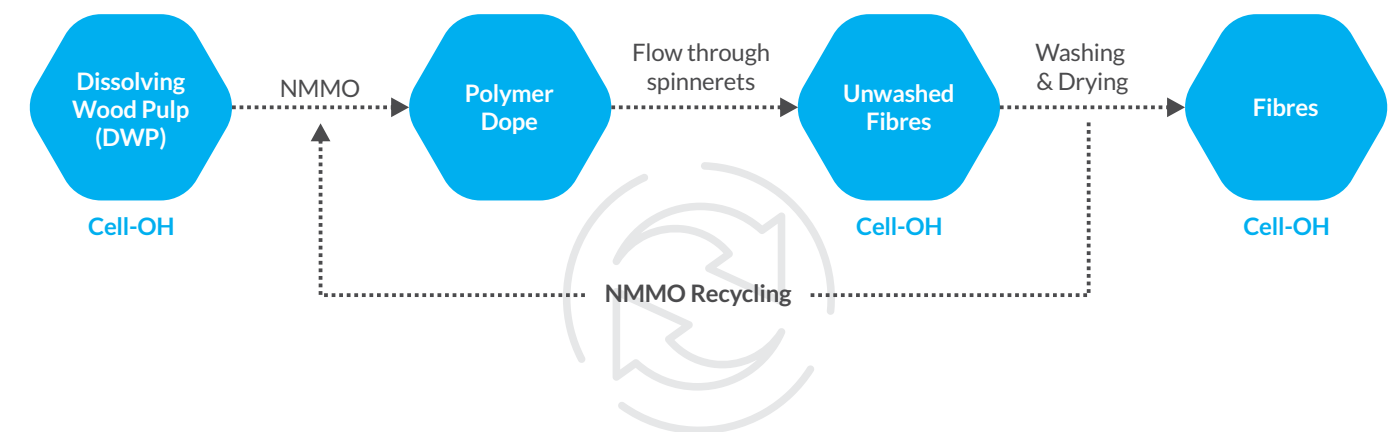 Dissolving
Wood Pulp
(DWP)
Cell-OH
NMMO
Polymer
Dope
Flow through
spinnerets
Unwashed
Fibres
Cell-OH
Washing
& Drying
Fibres
Cell-OH
NMMO Recycling